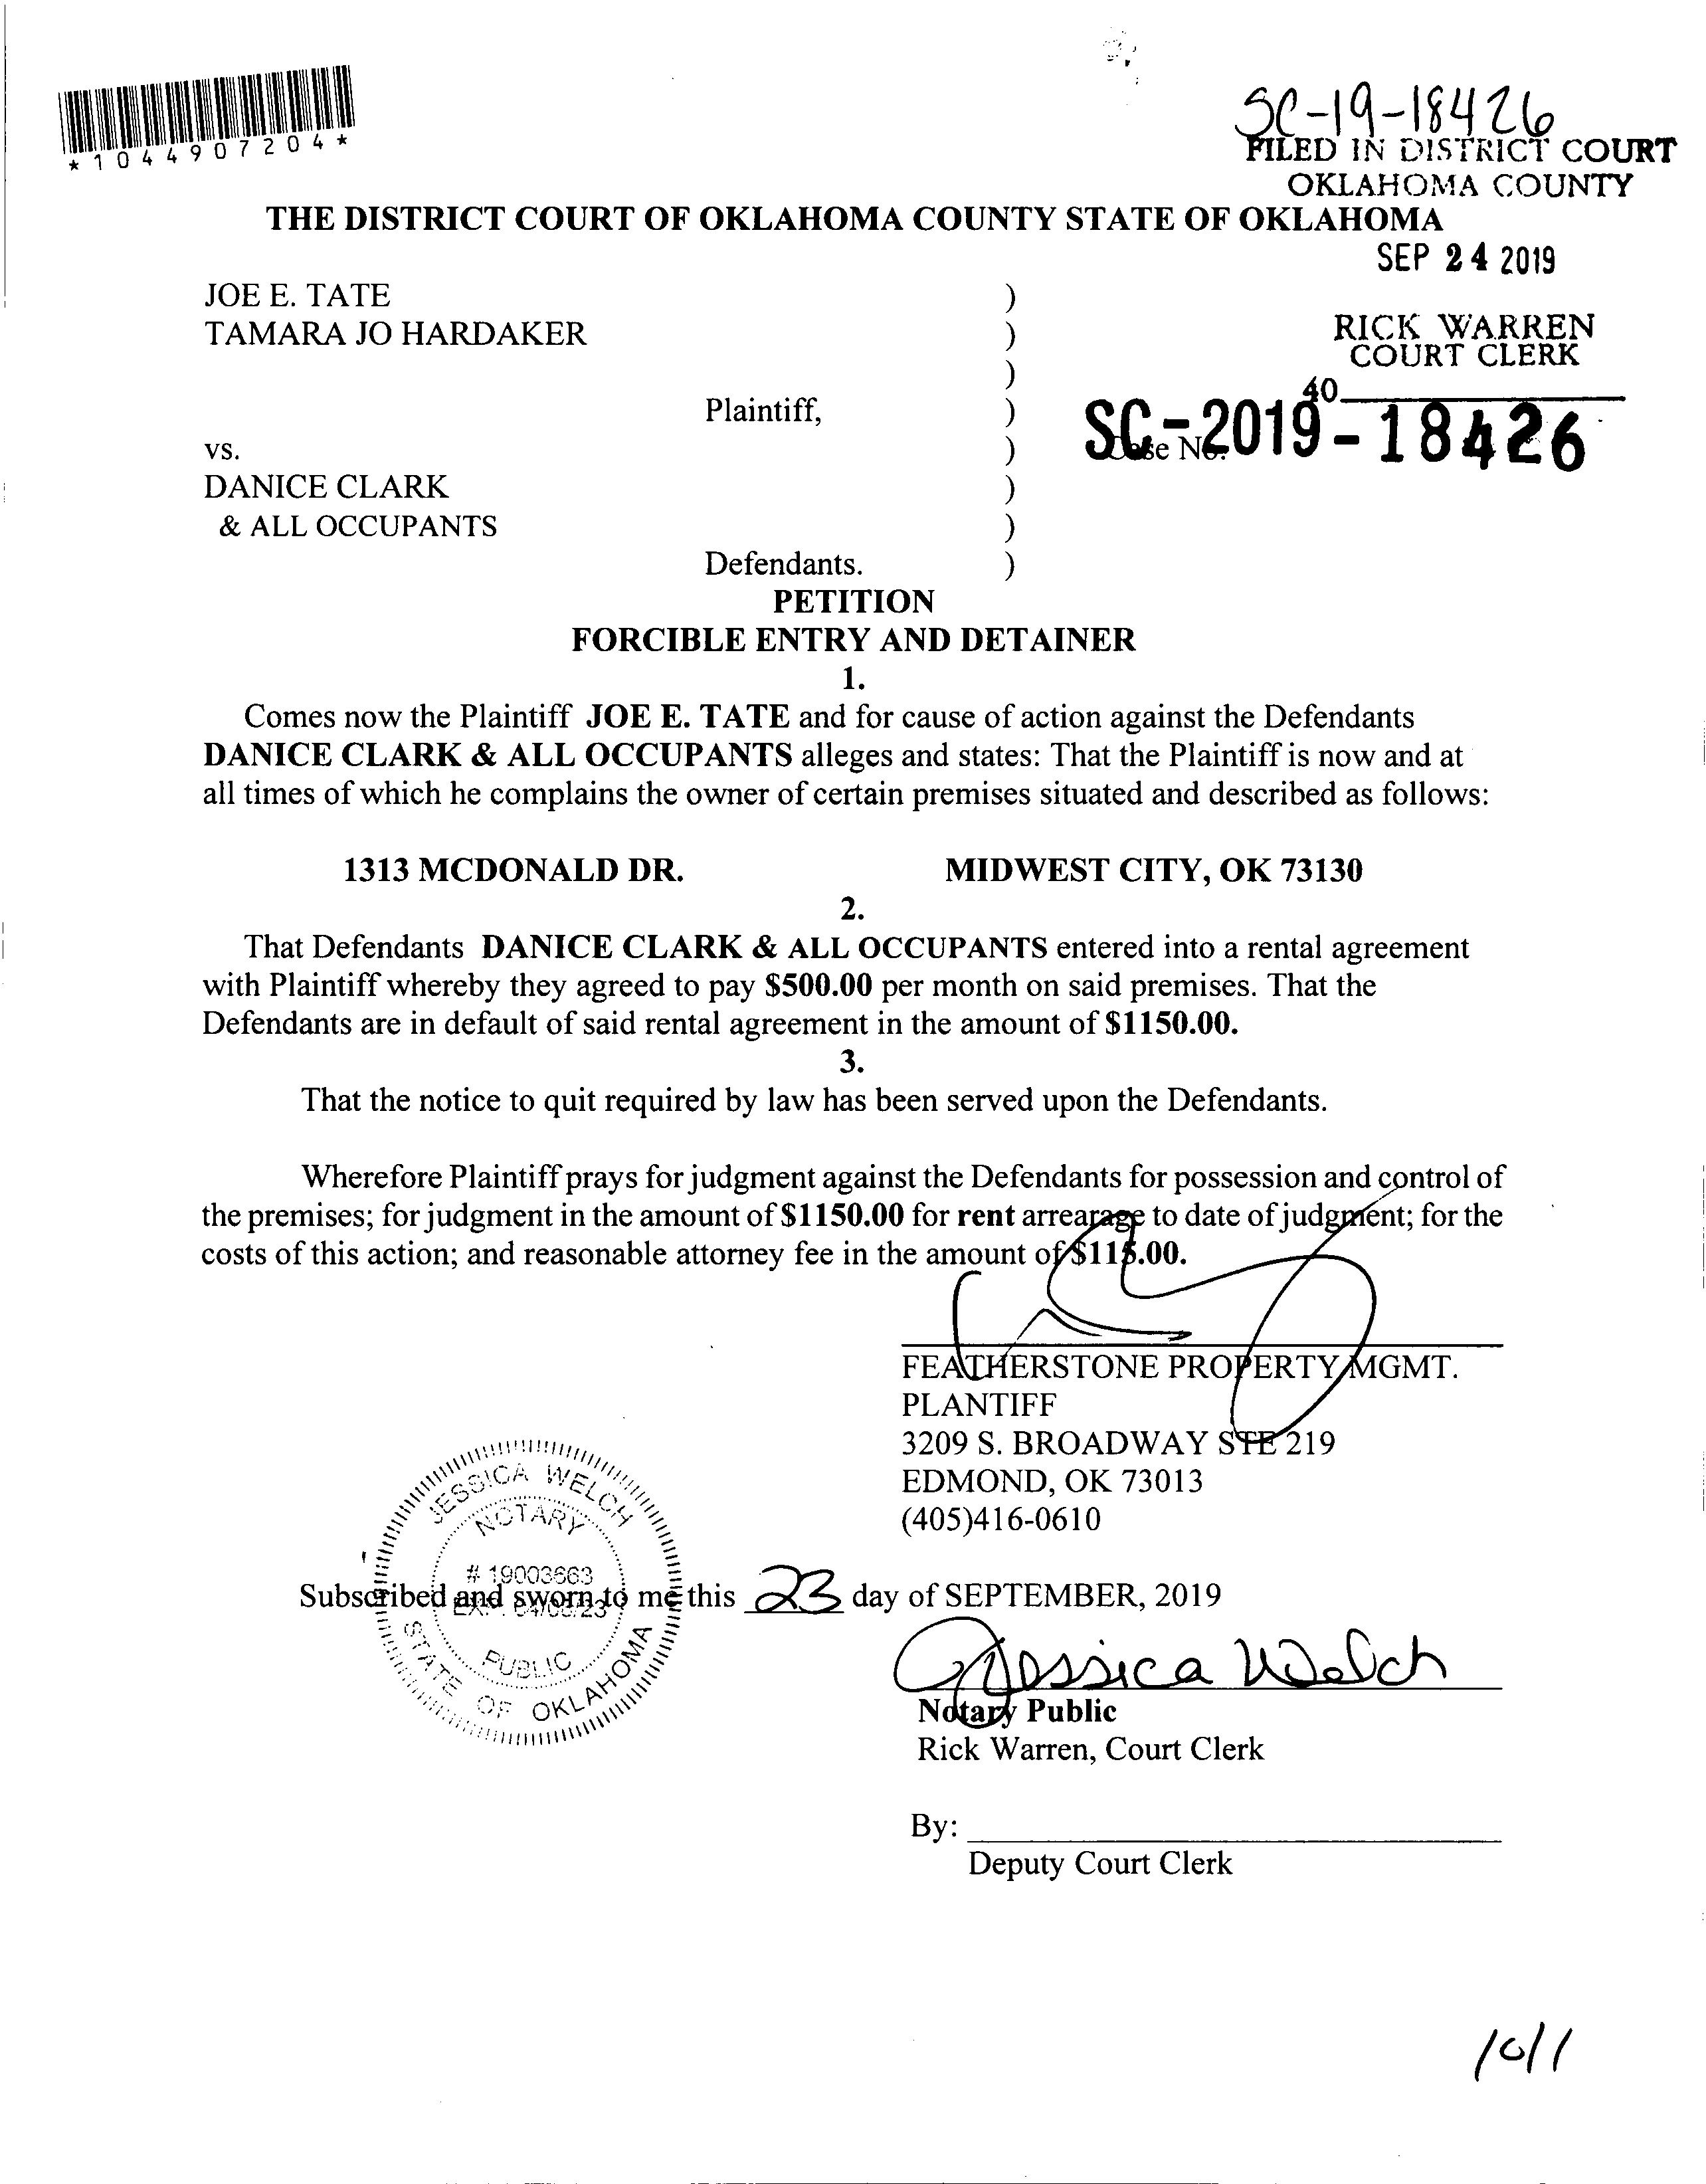 *1044907204*
SC-19-18426
FILED IN DISTRICT COURT
OKLAHOMA COUNTY
THE DISTRICT COURT OF OKLAHOMA COUNTY STATE OF OKLAHOMA
SEP 24 2019
JOE E. TATE )
TAMARA JO HARDAKER )
RICK WARREN
COURT CLERK
)
40
Plaintiff, )
SC-2019-18426
Case No.
vs. )
DANICE CLARK )
& ALL OCCUPANTS )
Defendants. )
PETITION
FORCIBLE ENTRY AND DETAINER
1.
Comes now the Plaintiff JOE E. TATE and for cause of action against the Defendants
DANICE CLARK & ALL OCCUPANTS alleges and states: That the Plaintiff is now and at
all times of which he complains the owner of certain premises situated and described as follows:
1313 MCDONALD DR. MIDWEST CITY, OK 73130
2.
That Defendants DANICE CLARK & ALL OCCUPANTS entered into a rental agreement
with Plaintiff whereby they agreed to pay $500.00 per month on said premises. That the
Defendants are in default of said rental agreement in the amount of $1150.00.
3.
That the notice to quit required by law has been served upon the Defendants.
Wherefore Plaintiff prays for judgment against the Defendants for possession and control of
the premises; for judgment in the amount of $1150.00 for rent arrearage to date of judgment; for the
costs of this action; and reasonable attorney fee in the amount of $115.00.
FEATHERSTONE PROPERTY MGMT.
PLANTIFF
3209 S. BROADWAY STE 219
EDMOND, OK 73013
(405)416-0610
JESSICA WELCH
NOTARY
# 19003663
Subscribed and sworn to me this 23 day of SEPTEMBER, 2019
PUBLIC
STATE OF OKLAHOMA
Jessica Welch
Notary Public
Rick Warren, Court Clerk
By:
Deputy Court Clerk
10/1